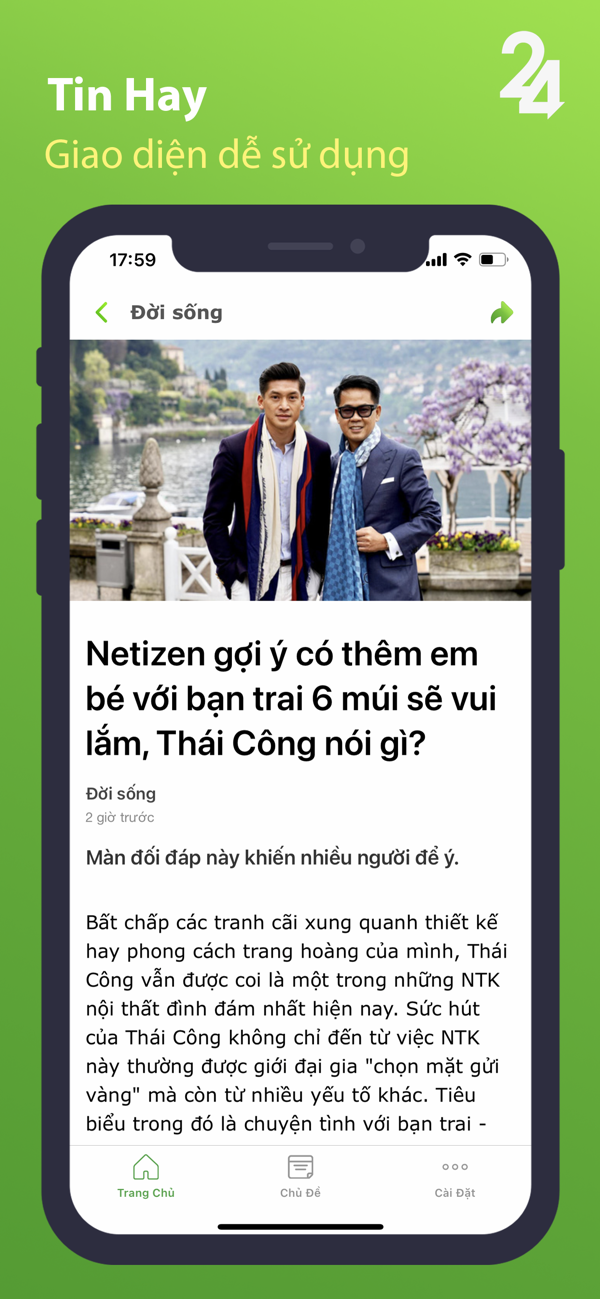 24
Tin Hay
Giao diện dễ sử dụng
17:59
Đời sống
Netizen gợi ý có thêm em
bé với bạn trai 6 múi sẽ vui
lắm, Thái Công nói gì?
Đời sống
2 giờ trước
Màn đối đáp này khiến nhiều người để ý.
Bất chấp các tranh cãi xung quanh thiết kế
hay phong cách trang hoàng của mình, Thái
Công vẫn được coi là một trong những NTK
nội thất đình đám nhất hiện nay. Sức hút
của Thái Công không chỉ đến từ việc NTK
này thường được giới đại gia "chọn mặt gửi
vàng" mà còn từ nhiều yếu tố khác. Tiêu
biểu trong đó là chuyện tình với bạn trai -
Trang Chủ
Chủ Đề
Cài Đặt